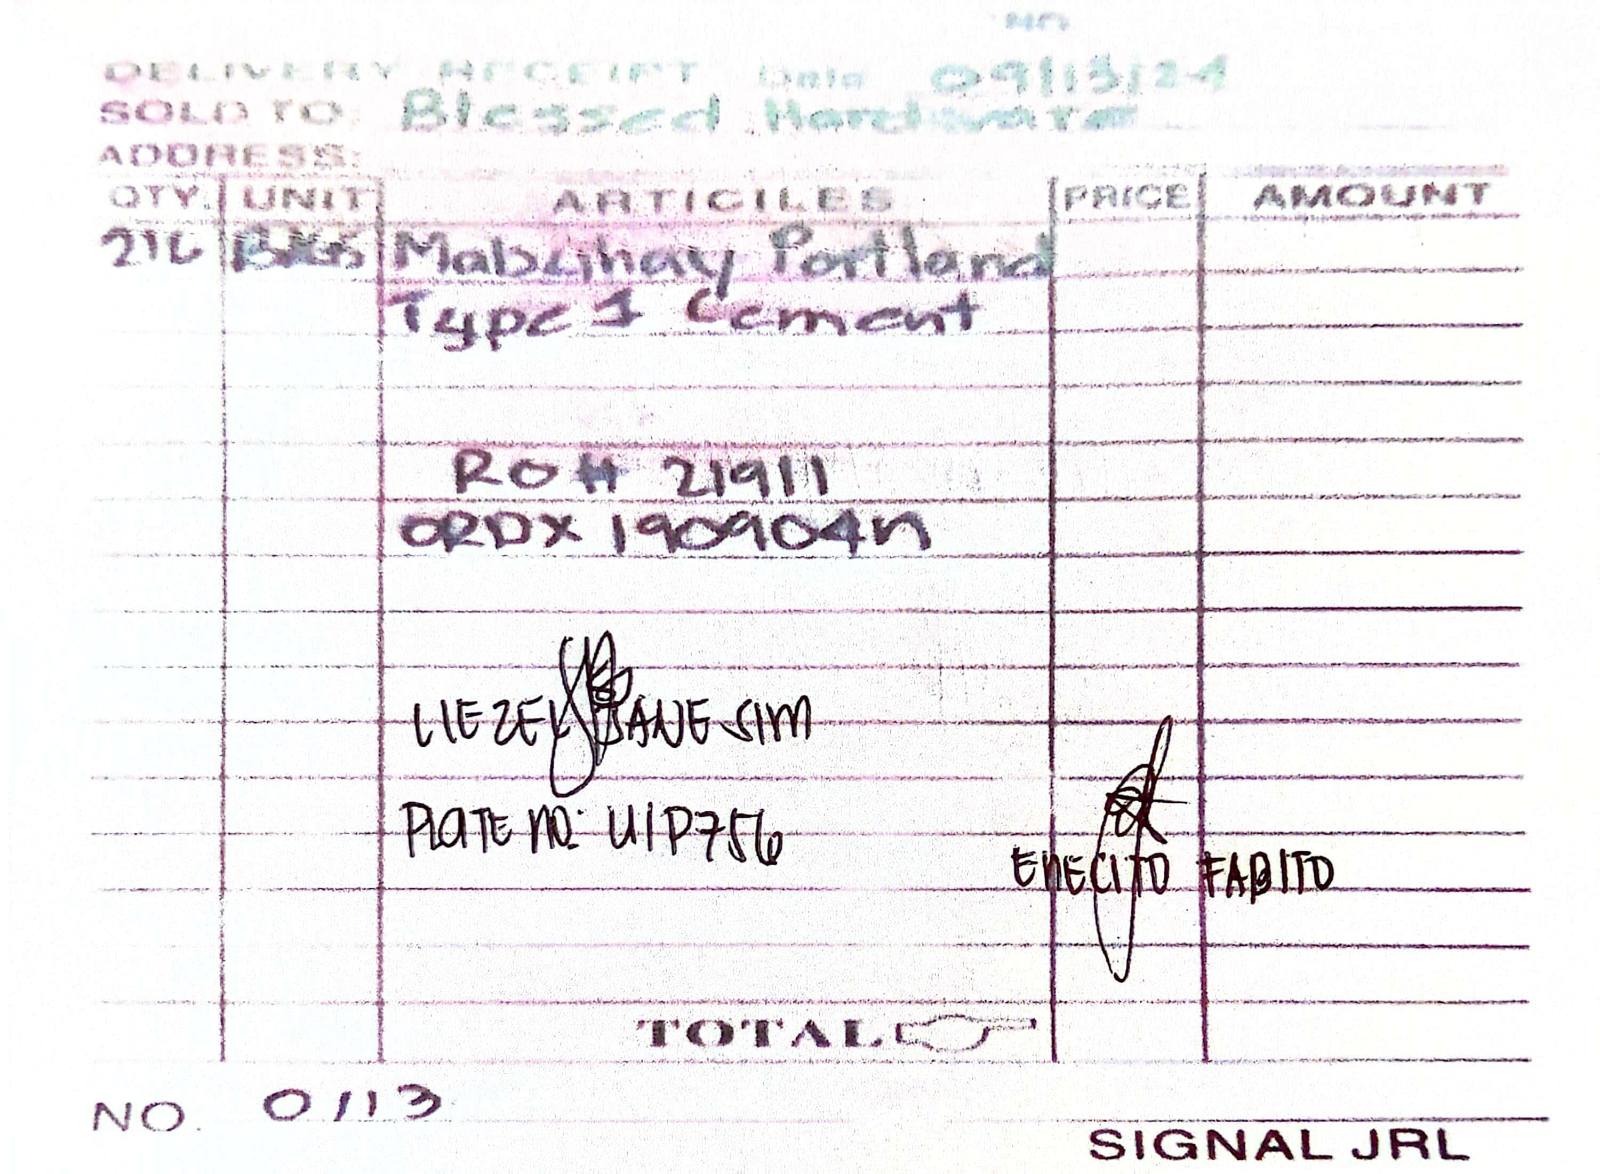 NO
DELIVERY RECEIPT Date 09/13/24
SOLD TO: Blessed Hardware
ADDRESS:
QTY. UNIT ARTICILES PRICE AMOUNT
216 BAGS Mabuhay Portland
Type 1 Cement
RO # 21911
ORDX 190904n
LIEZEL JANE SIM
PLATE NO: UIP756
ENECITO FABITO
TOTAL
NO. 0113
SIGNAL JRL